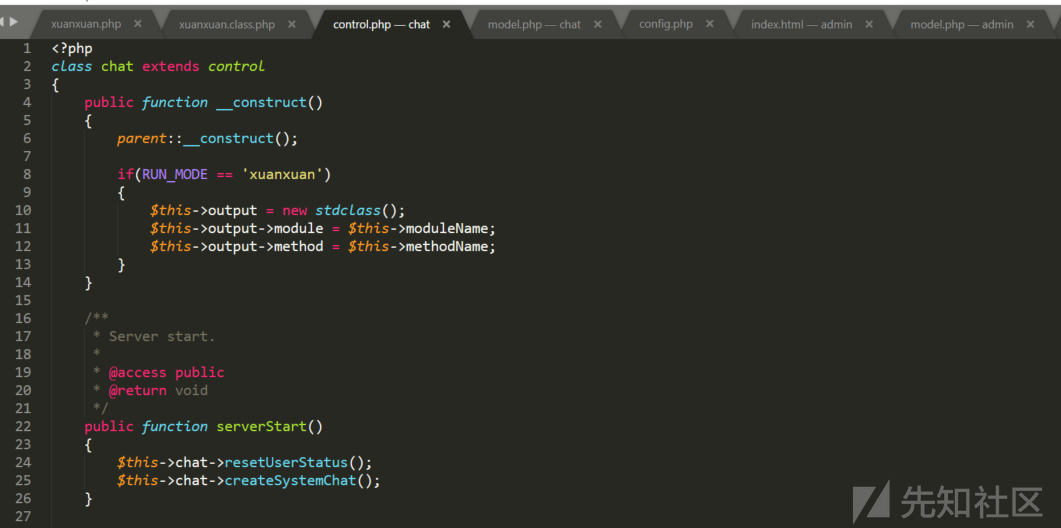 xuanxuan.php × xuanxuan.class.php × control.php — chat × model.php — chat × config.php × index.html — admin × model.php — admin ×
1 <?php
2 class chat extends control
3 {
4 public function __construct()
5 {
6 parent::__construct();
7
8 if(RUN_MODE == 'xuanxuan')
9 {
10 $this->output = new stdclass();
11 $this->output->module = $this->moduleName;
12 $this->output->method = $this->methodName;
13 }
14 }
15
16 /**
17 * Server start.
18 *
19 * @access public
20 * @return void
21 */
22 public function serverStart()
23 {
24 $this->chat->resetUserStatus();
25 $this->chat->createSystemChat();
26 }
27
先知社区